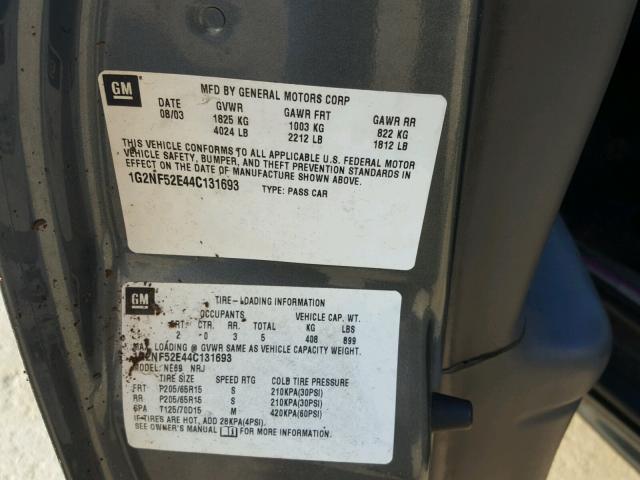 GM
MFD BY GENERAL MOTORS CORP
DATE GVWR GAWR FRT GAWR RR
08/03 1825 KG 1003 KG 822 KG
4024 LB 2212 LB 1812 LB
THIS VEHICLE CONFORMS TO ALL APPLICABLE U.S. FEDERAL MOTOR
VEHICLE SAFETY, BUMPER, AND THEFT PREVENTION STANDARDS IN
EFFECT ON THE DATE OF MANUFACTURE SHOWN ABOVE.
1G2NF52E44C131693 TYPE: PASS CAR
GM
TIRE-LOADING INFORMATION
OCCUPANTS VEHICLE CAP. WT.
FRT. CTR. RR. TOTAL KG LBS
2 0 3 5 408 899
MAX. LOADING @ GVWR SAME AS VEHICLE CAPACITY WEIGHT.
1G2NF52E44C131693
MODEL: NE69 NRJ
TIRE SIZE SPEED RTG COLD TIRE PRESSURE
FRT P205/65R15 S 210KPA(30PSI)
RR P205/65R15 S 210KPA(30PSI)
SPA T125/70D15 M 420KPA(60PSI)
IF TIRES ARE HOT, ADD 28KPA(4PSI).
SEE OWNER'S MANUAL FOR MORE INFORMATION.